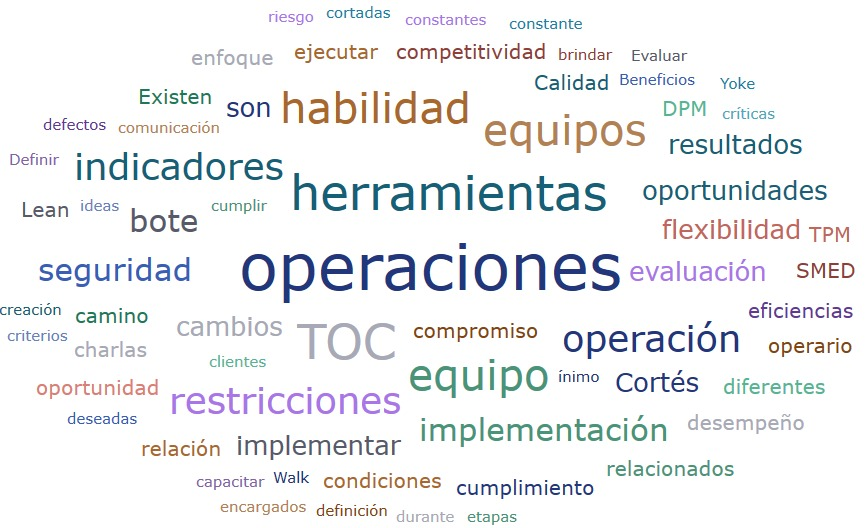 riesgo cortadas constantes constante
enfoque ejecutar competitividad brindar Evaluar
Existen son habilidad Calidad Beneficios Yoke
defectos comunicación equipos DPM críticas
Definir indicadores herramientas resultados
Lean ideas bote cumplir oportunidades
flexibilidad TPM
seguridad operaciones evaluación SMED
creación camino cambios TOC compromiso operación eficiencias
criterios charlas operario
clientes equipo ínimo Cortés diferentes
oportunidad restricciones
deseadas implementación desempeño
relación implementar relacionados
capacitar Walk condiciones cumplimiento
encargados definición durante etapas